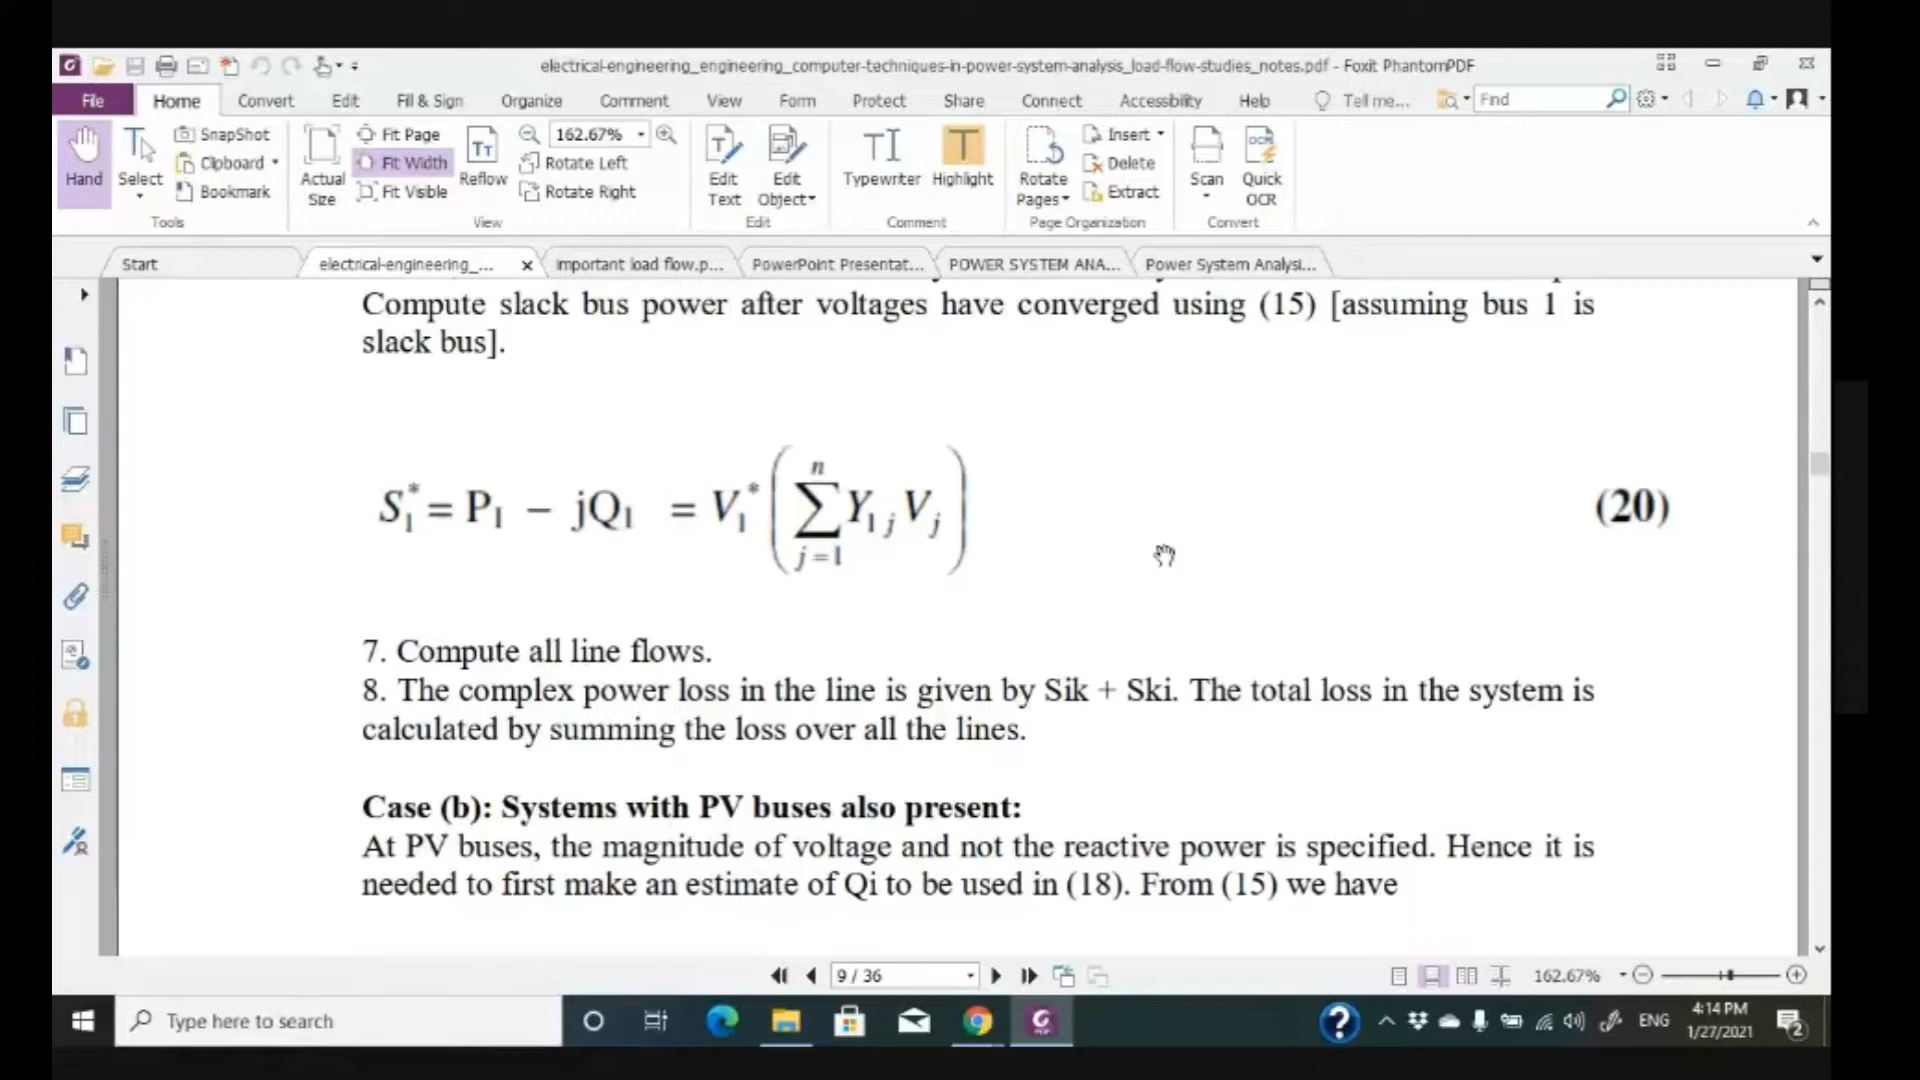 electrical-engineering_engineering_computer-techniques-in-power-system-analysis_load-flow-studies_notes.pdf - Foxit PhantomPDF
File Home Convert Edit Fill & Sign Organize Comment View Form Protect Share Connect Accessibility Help Tell me... Find
Hand
Select
SnapShot
Clipboard
Bookmark
Tools
Actual Size
Fit Page
Fit Width
Fit Visible
Reflow
162.67%
Rotate Left
Rotate Right
View
Edit Text
Edit Object
Edit
Typewriter
Highlight
Comment
Rotate Pages
Insert
Delete
Extract
Page Organization
Scan
Quick OCR
Convert
Start electrical-engineering_... important load flow.p... PowerPoint Presentat... POWER SYSTEM ANA... Power System Analysi...
Compute slack bus power after voltages have converged using (15) [assuming bus 1 is
slack bus].
S₁* = P₁ − jQ₁ = V₁* ( ∑ⁿⱼ₌₁ Y₁ⱼ Vⱼ ) (20)
7. Compute all line flows.
8. The complex power loss in the line is given by Sik + Ski. The total loss in the system is
calculated by summing the loss over all the lines.
Case (b): Systems with PV buses also present:
At PV buses, the magnitude of voltage and not the reactive power is specified. Hence it is
needed to first make an estimate of Qi to be used in (18). From (15) we have
9 / 36
162.67%
Type here to search
ENG
4:14 PM
1/27/2021
2